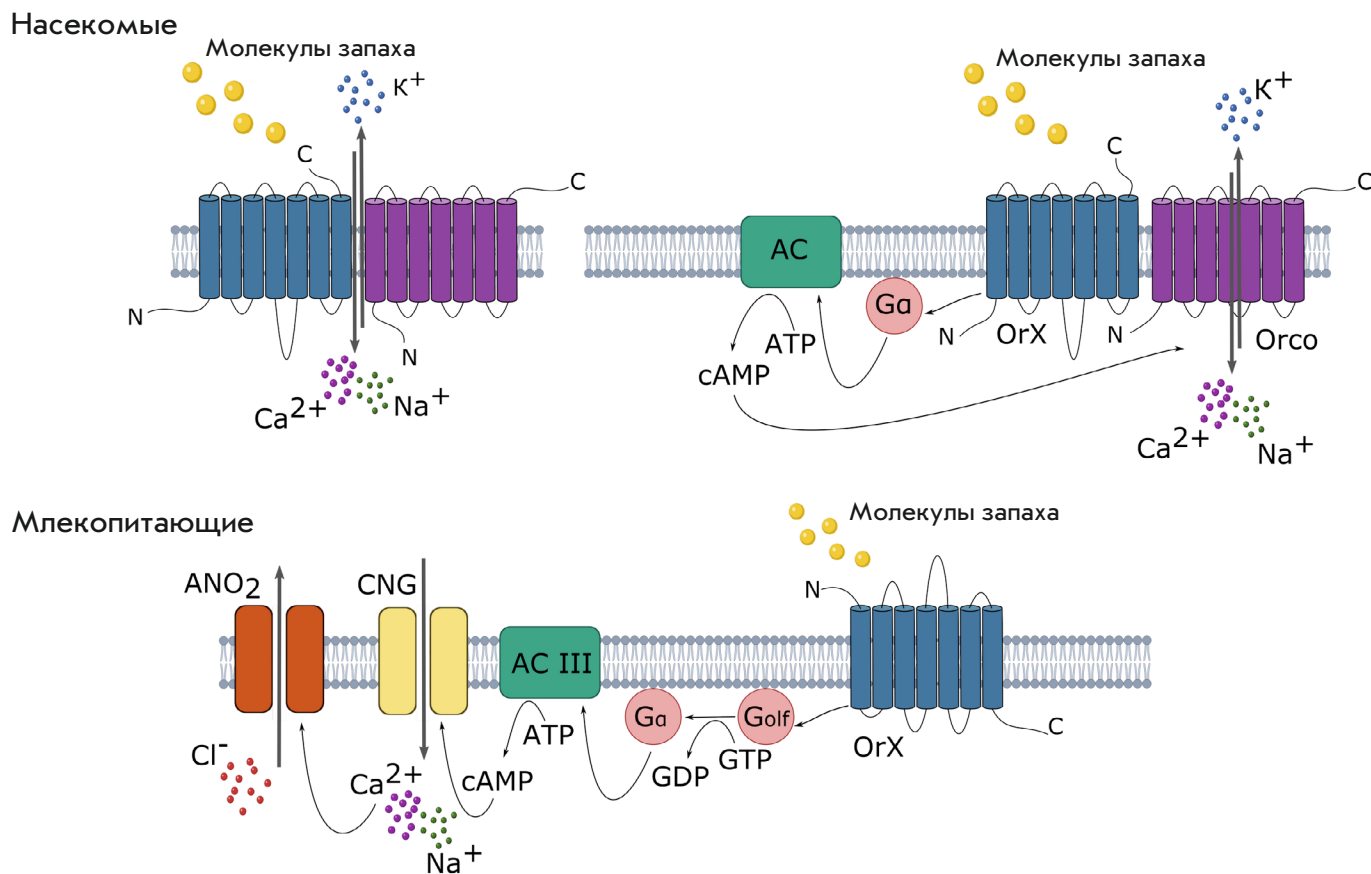 Насекомые
Молекулы запаха
K+
C
C
N
N
Ca2+
Na+
Молекулы запаха
K+
C
C
AC
Gα
ATP
cAMP
N
OrX
N
Orco
Ca2+
Na+
Млекопитающие
Молекулы запаха
ANO2
CNG
N
AC III
Gα
Golf
ATP
GDP
GTP
OrX
C
Cl-
Ca2+
cAMP
Na+